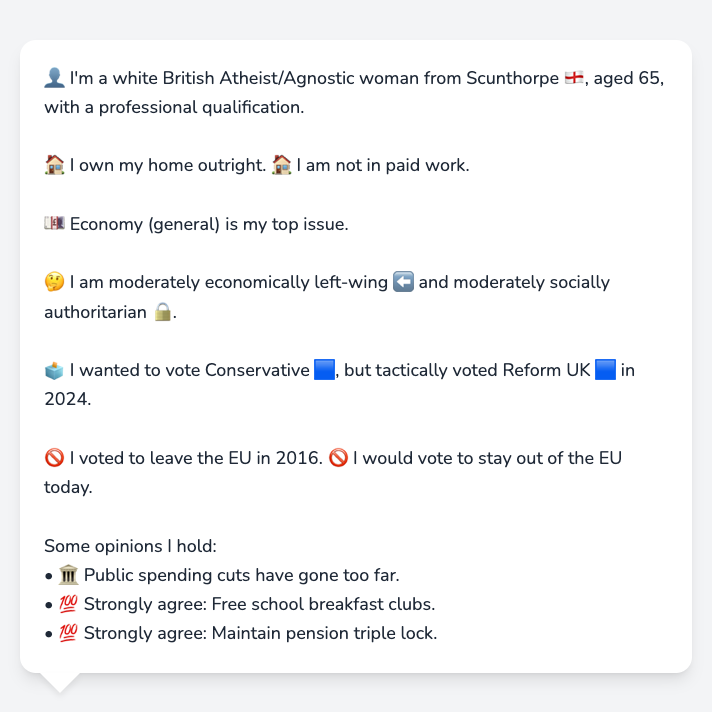 👤 I'm a white British Atheist/Agnostic woman from Scunthorpe 🏴󠁧󠁢󠁥󠁮󠁧󠁿, aged 65,
with a professional qualification.
🏠 I own my home outright. 🏠 I am not in paid work.
💷 Economy (general) is my top issue.
🤔 I am moderately economically left-wing ⬅️ and moderately socially
authoritarian 🔒.
🗳️ I wanted to vote Conservative 🟦, but tactically voted Reform UK 🟦 in
2024.
🚫 I voted to leave the EU in 2016. 🚫 I would vote to stay out of the EU
today.
Some opinions I hold:
• 🏛️ Public spending cuts have gone too far.
• 💯 Strongly agree: Free school breakfast clubs.
• 💯 Strongly agree: Maintain pension triple lock.